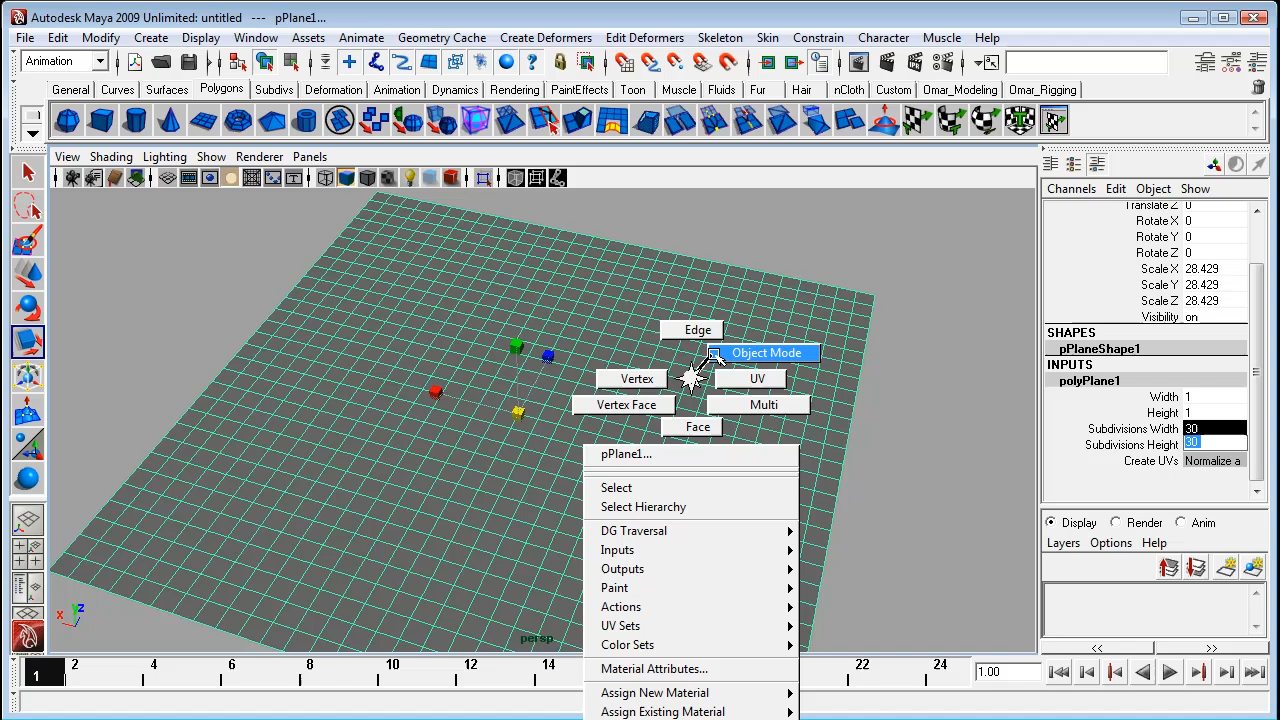 Autodesk Maya 2009 Unlimited: untitled   ---   pPlane1...
File Edit Modify Create Display Window Assets Animate Geometry Cache Create Deformers Edit Deformers Skeleton Skin Constrain Character Muscle Help
Animation
General Curves Surfaces Polygons Subdivs Deformation Animation Dynamics Rendering PaintEffects Toon Muscle Fluids Fur Hair nCloth Custom Omar_Modeling Omar_Rigging
View Shading Lighting Show Renderer Panels
Channels Edit Object Show
Translate Z 0
Rotate X 0
Rotate Y 0
Rotate Z 0
Scale X 28.429
Scale Y 28.429
Scale Z 28.429
Visibility on
SHAPES
pPlaneShape1
INPUTS
polyPlane1
Width 1
Height 1
Subdivisions Width 30
Subdivisions Height 30
Create UVs Normalize a
Edge
Object Mode
Vertex
UV
Vertex Face
Multi
Face
pPlane1...
Select
Select Hierarchy
DG Traversal
Inputs
Outputs
Paint
Actions
UV Sets
Color Sets
Material Attributes...
Assign New Material
Assign Existing Material
Display Render Anim
Layers Options Help
<< >>
x z
persp
1 2 4 6 8 10 12 14 22 24
1.00